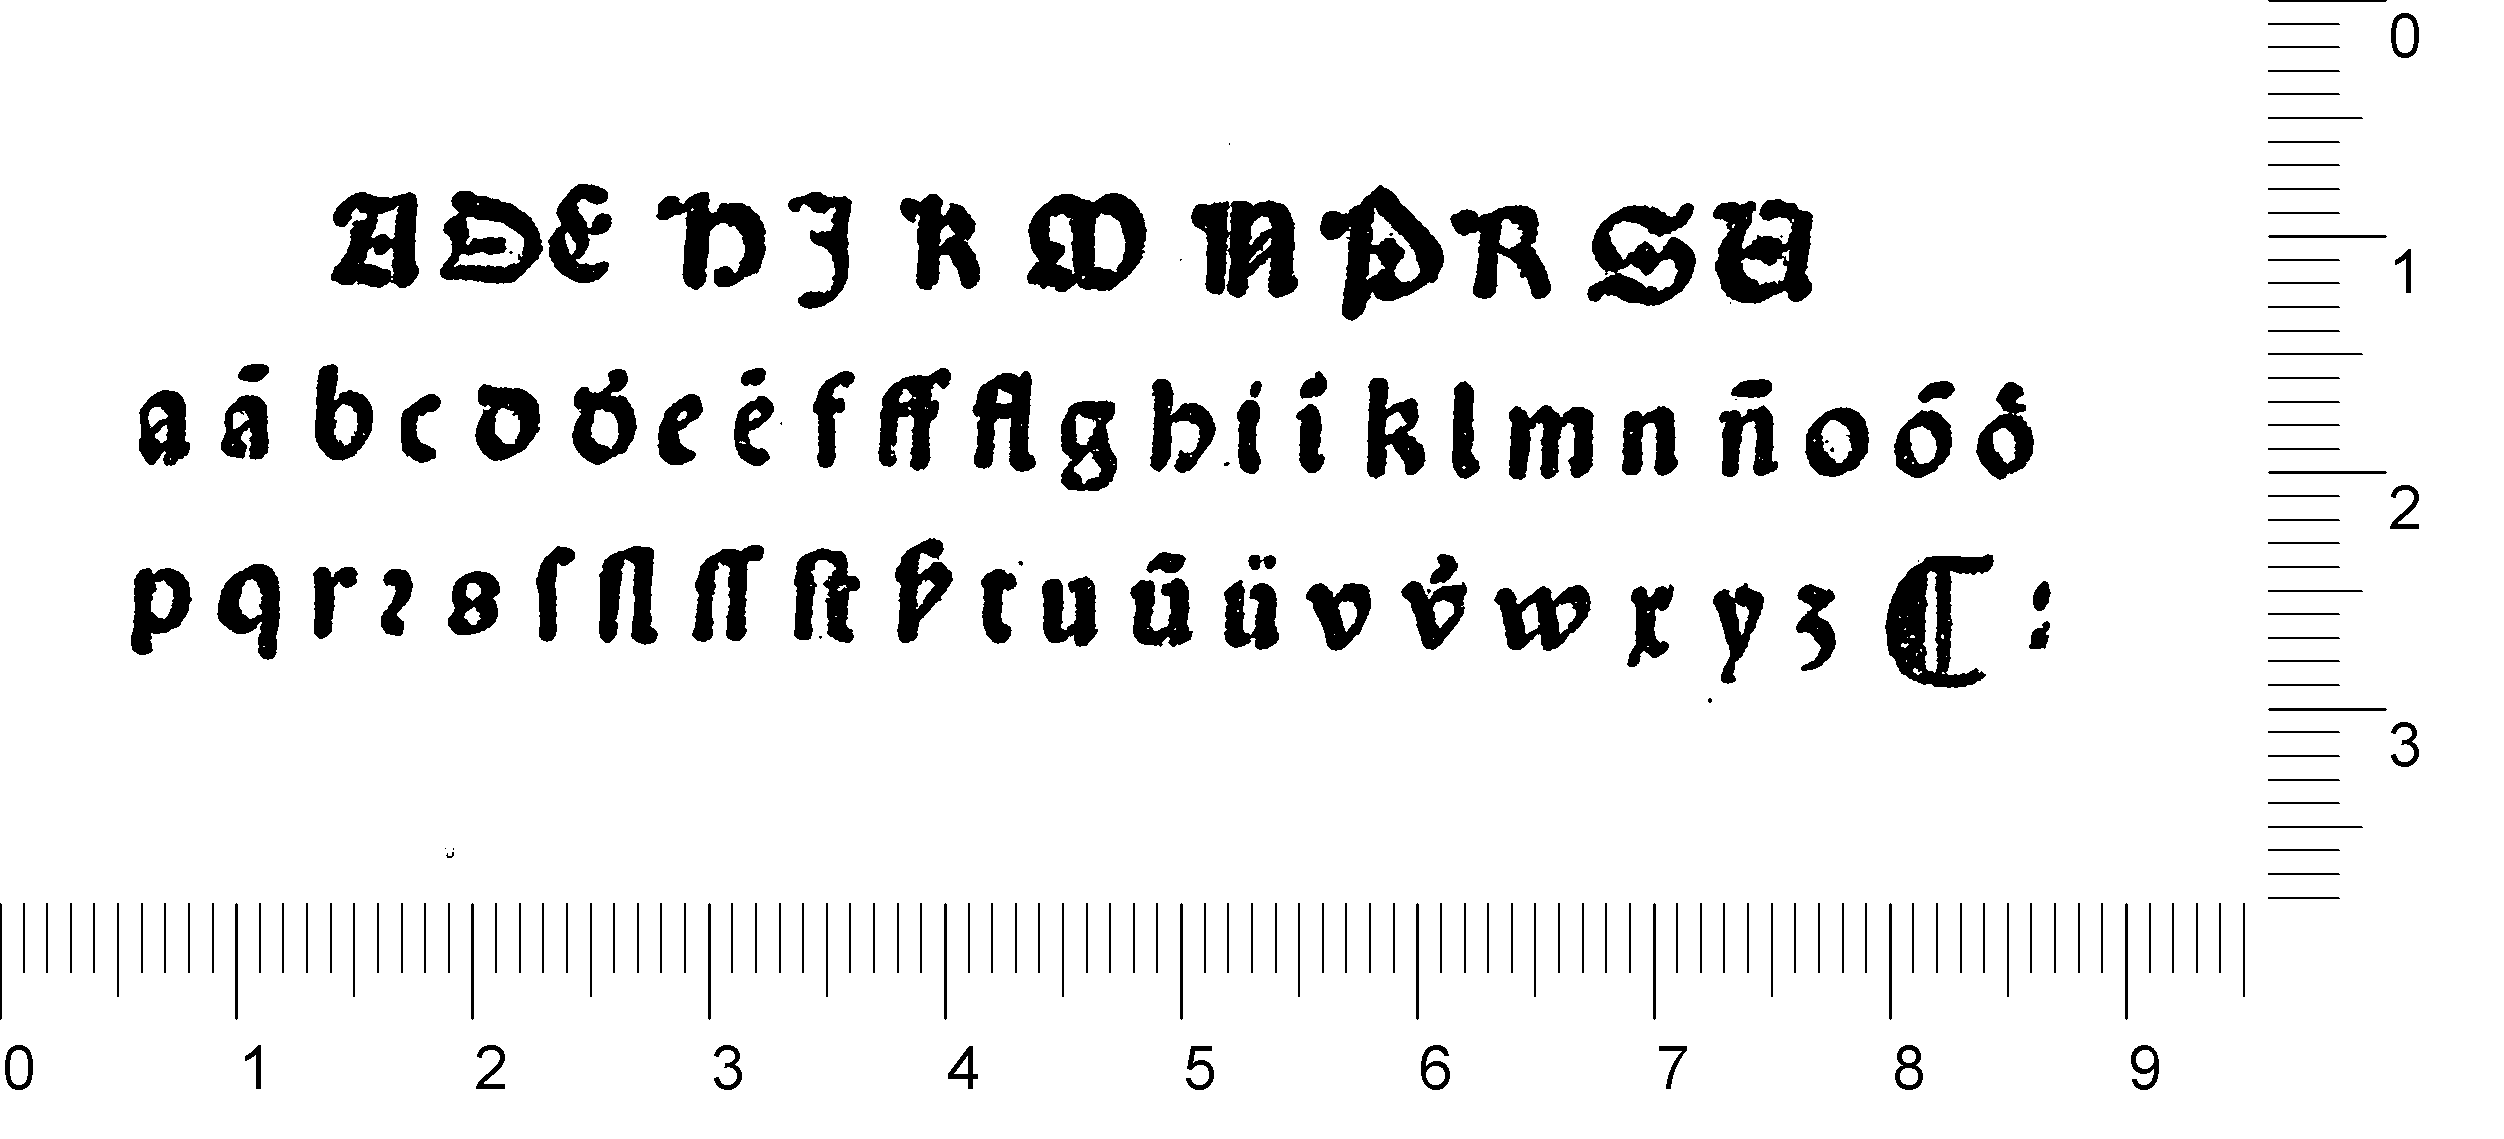 A D E H J K M N P R S U
a ā b c d d̕ e ē f ff fl g h i ī k l m n n̄ o ō oͤ
p q r ꝛ s ſ ſl ſſ ſt ſ̕ t u ū ü v v̕ w x y z ℭ :
0
1
2
3
0 1 2 3 4 5 6 7 8 9